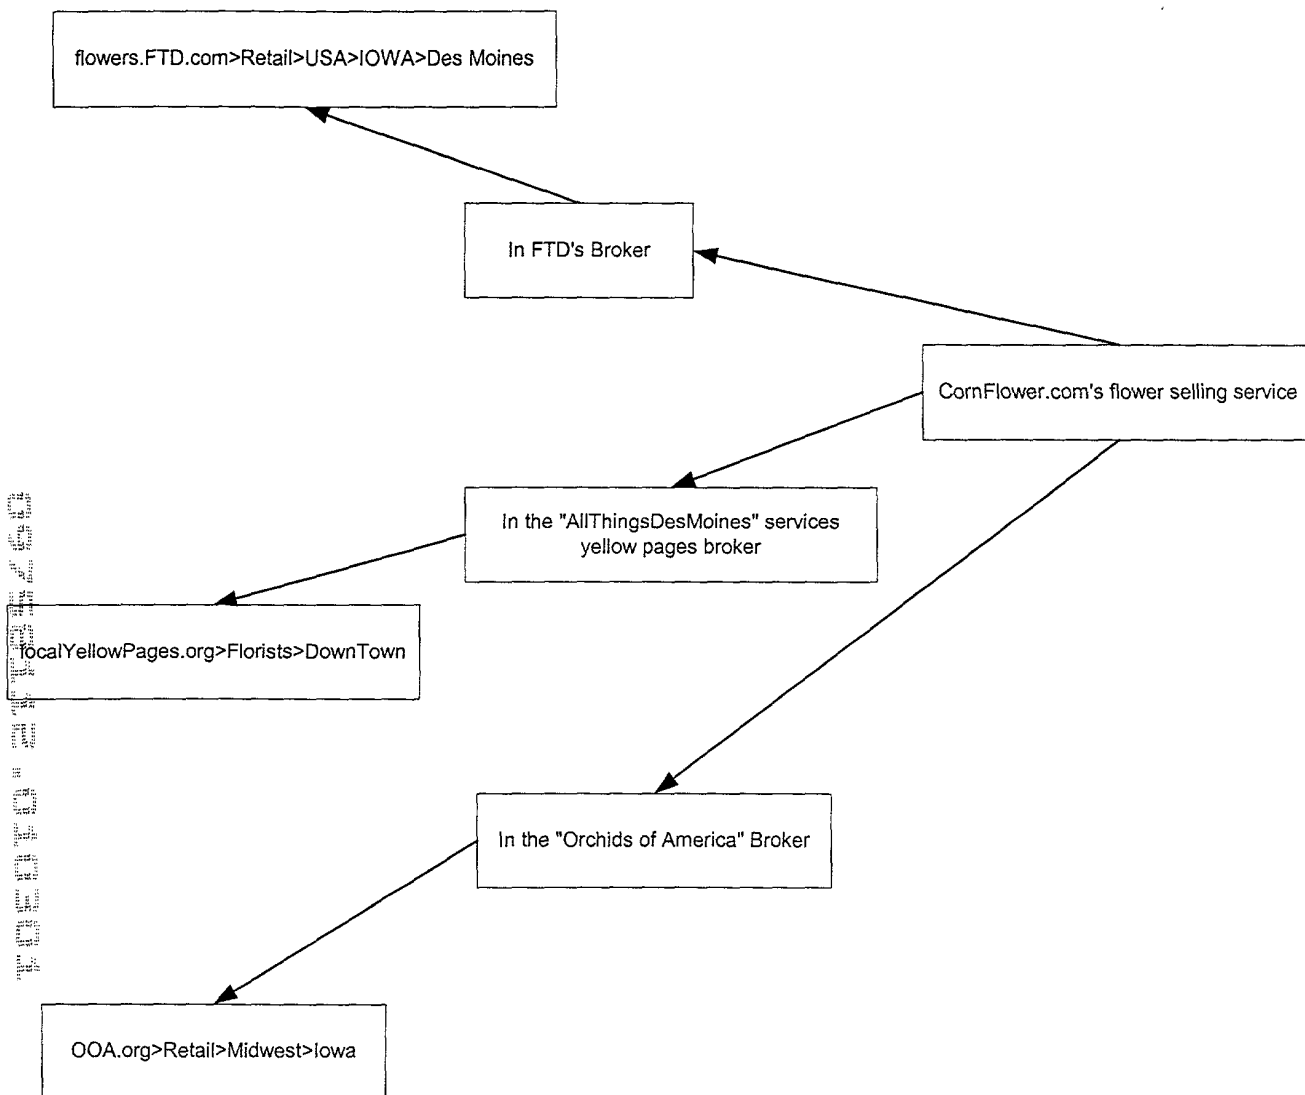 flowers.FTD.com>Retail>USA>IOWA>Des Moines
In FTD's Broker
CornFlower.com's flower selling service
In the "AllThingsDesMoines" services
yellow pages broker
localYellowPages.org>Florists>DownTown
In the "Orchids of America" Broker
OOA.org>Retail>Midwest>Iowa